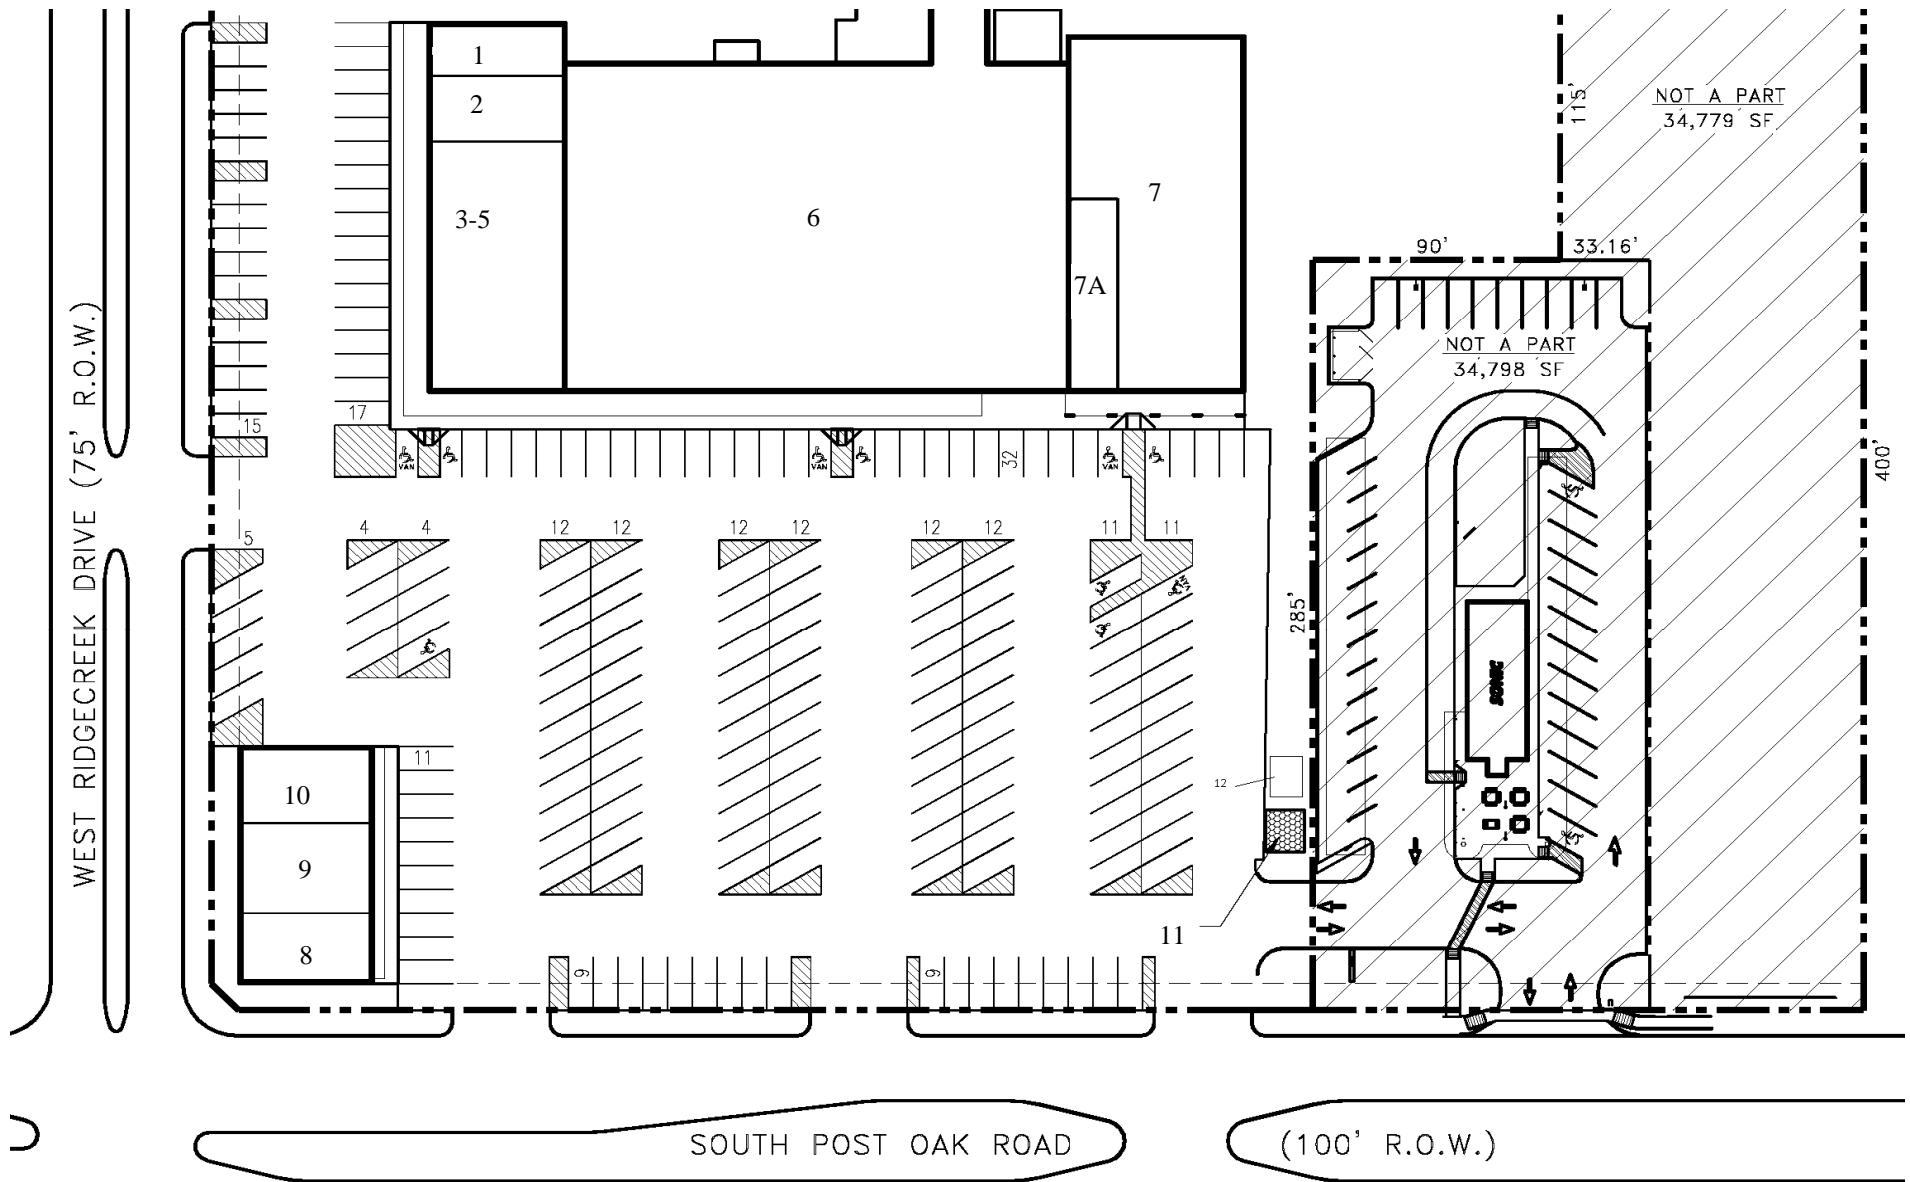 1
2
3-5
6
7
7A
115'
NOT A PART
34,779 SF
90'
33.16'
NOT A PART
34,798 SF
400'
WEST RIDGECREEK DRIVE (75' R.O.W.)
15
17
VAN
VAN
32
VAN
5
4
4
12
12
12
12
12
12
11
11
VAN
285'
SONIC
11
10
9
8
12
11
9
9
SOUTH POST OAK ROAD
(100' R.O.W.)